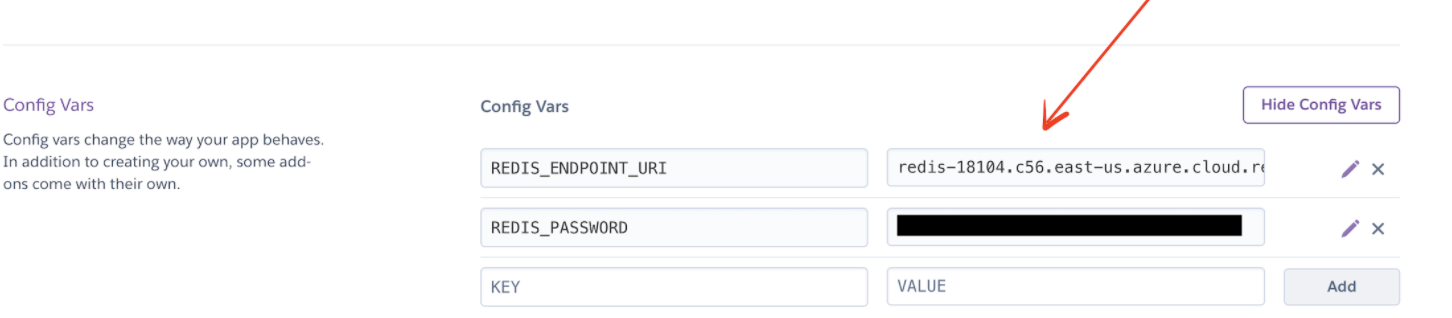 Config Vars
Config vars change the way your app behaves.
In addition to creating your own, some add-
ons come with their own.
Config Vars
Hide Config Vars
REDIS_ENDPOINT_URI
redis-18104.c56.east-us.azure.cloud.re
REDIS_PASSWORD
KEY
VALUE
Add